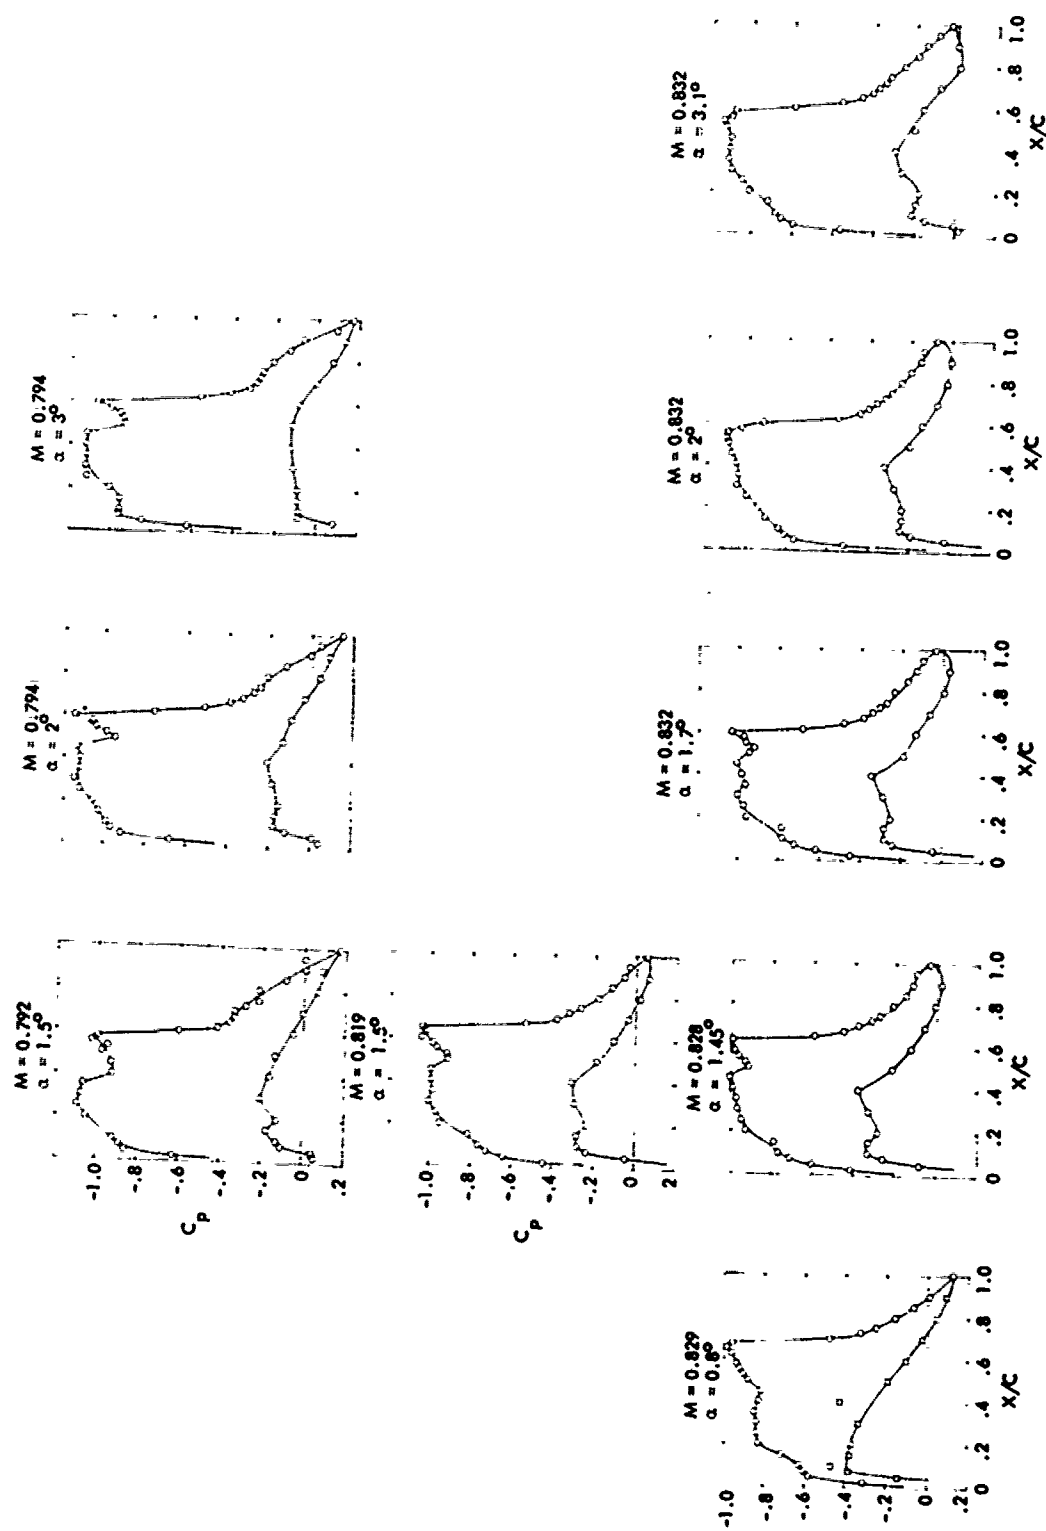 M = 0.792
α = 1.5°
M = 0.794
α = 2°
M = 0.794
α = 3°
Cp
-1.0
-.8
-.6
-.4
-.2
0
.2
M = 0.819
α = 1.5°
Cp
-1.0
-.8
-.6
-.4
-.2
0
.2
M = 0.829
α = 0.8°
-1.0
-.8
-.6
-.4
-.2
0
.2
0 .2 .4 .6 .8 1.0
X/C
M = 0.828
α = 1.45°
0 .2 .4 .6 .8 1.0
X/C
M = 0.832
α = 1.7°
0 .2 .4 .6 .8 1.0
X/C
M = 0.832
α = 2°
0 .2 .4 .6 .8 1.0
X/C
M = 0.832
α = 3.1°
0 .2 .4 .6 .8 1.0
X/C